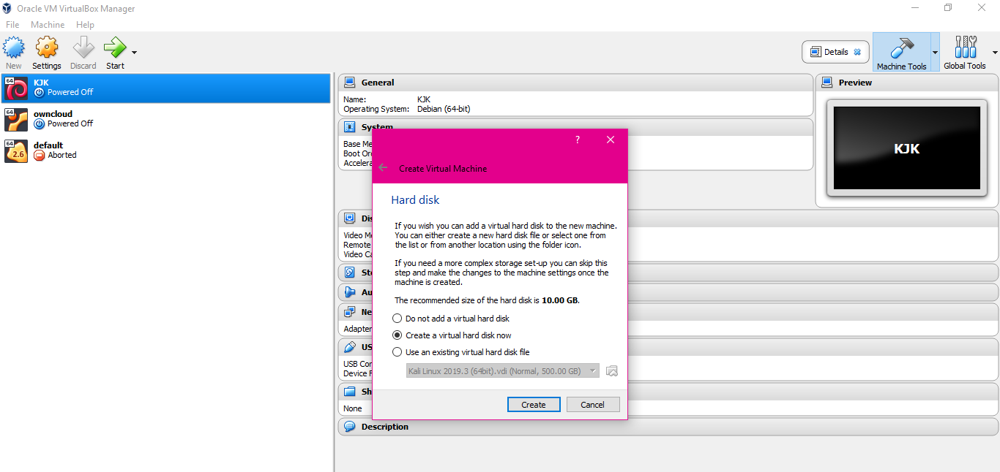 Oracle VM VirtualBox Manager
File Machine Help
New Settings Discard Start
Details Machine Tools Global Tools
64
KJK
Powered Off
64
owncloud
Powered Off
64
2.6
default
Aborted
General
Name: KJK
Operating System: Debian (64-bit)
System
Base Me
Boot Or
Accelera
Preview
KJK
Dis
Video Me
Remote
Video Ca
Sto
Au
Ne
Adapter
US
USB Con
Device F
Sh
None
Description
?
Create Virtual Machine
Hard disk
If you wish you can add a virtual hard disk to the new machine.
You can either create a new hard disk file or select one from
the list or from another location using the folder icon.
If you need a more complex storage set-up you can skip this
step and make the changes to the machine settings once the
machine is created.
The recommended size of the hard disk is 10.00 GB.
Do not add a virtual hard disk
Create a virtual hard disk now
Use an existing virtual hard disk file
Kali Linux 2019.3 (64bit).vdi (Normal, 500.00 GB)
Create Cancel